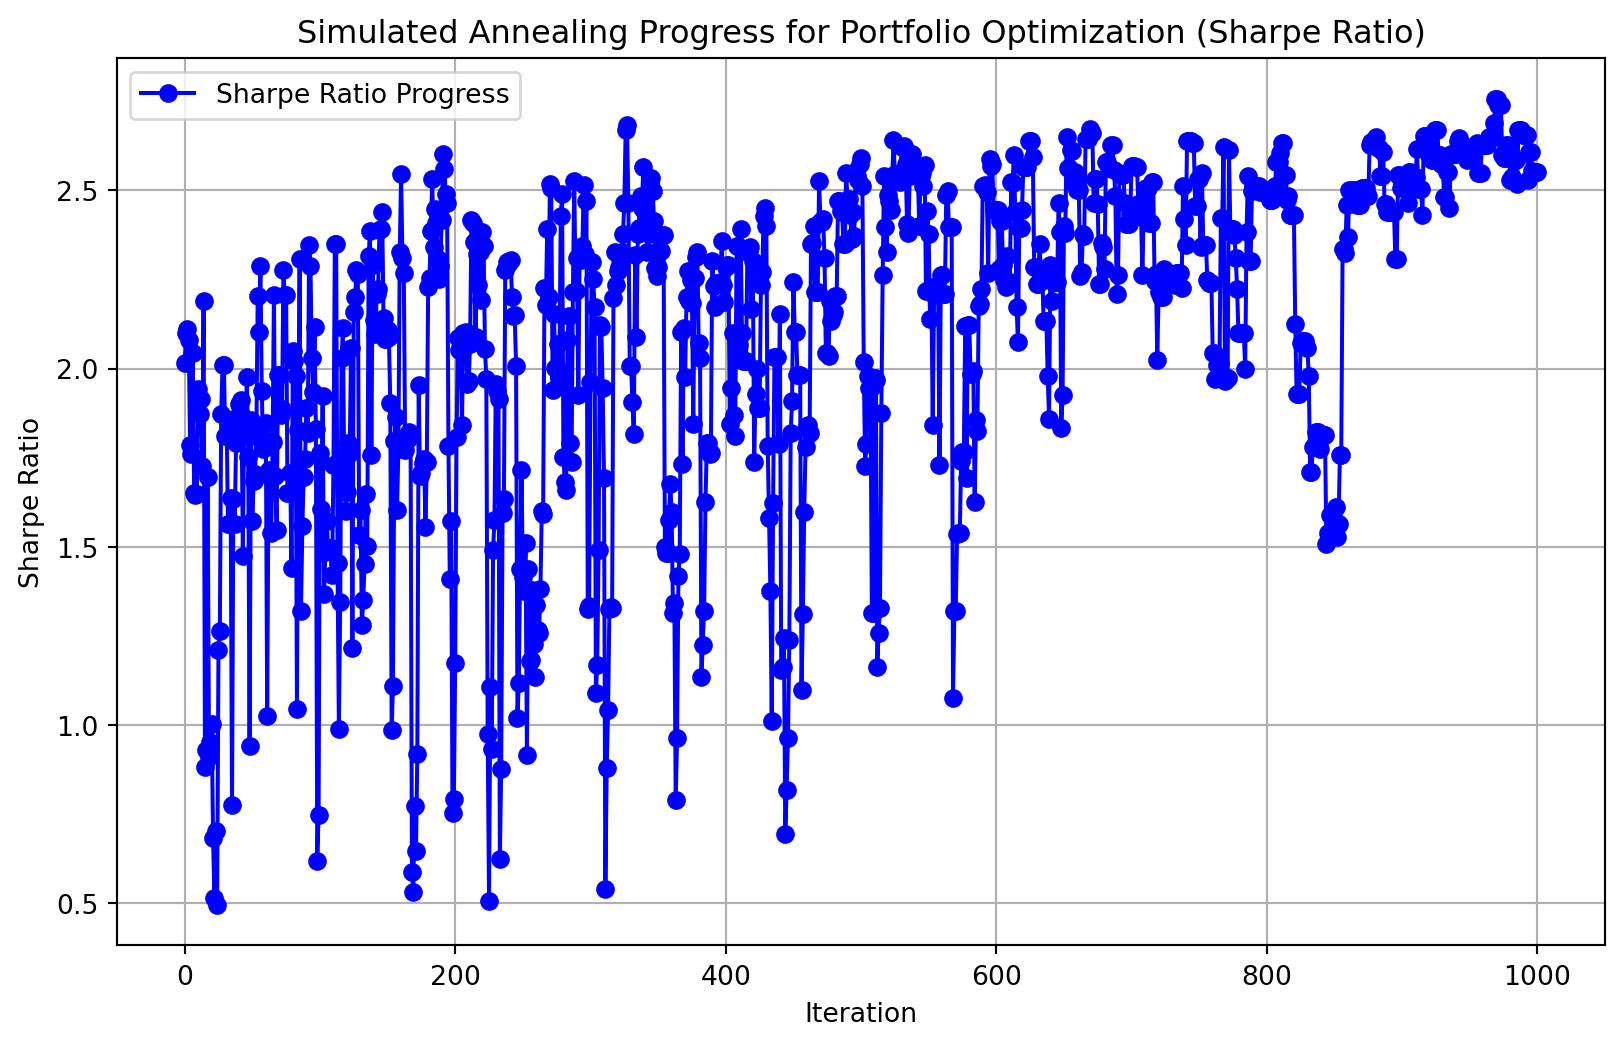 Simulated Annealing Progress for Portfolio Optimization (Sharpe Ratio)
Sharpe Ratio Progress
Sharpe Ratio
2.5
2.0
1.5
1.0
0.5
0 200 400 600 800 1000
Iteration